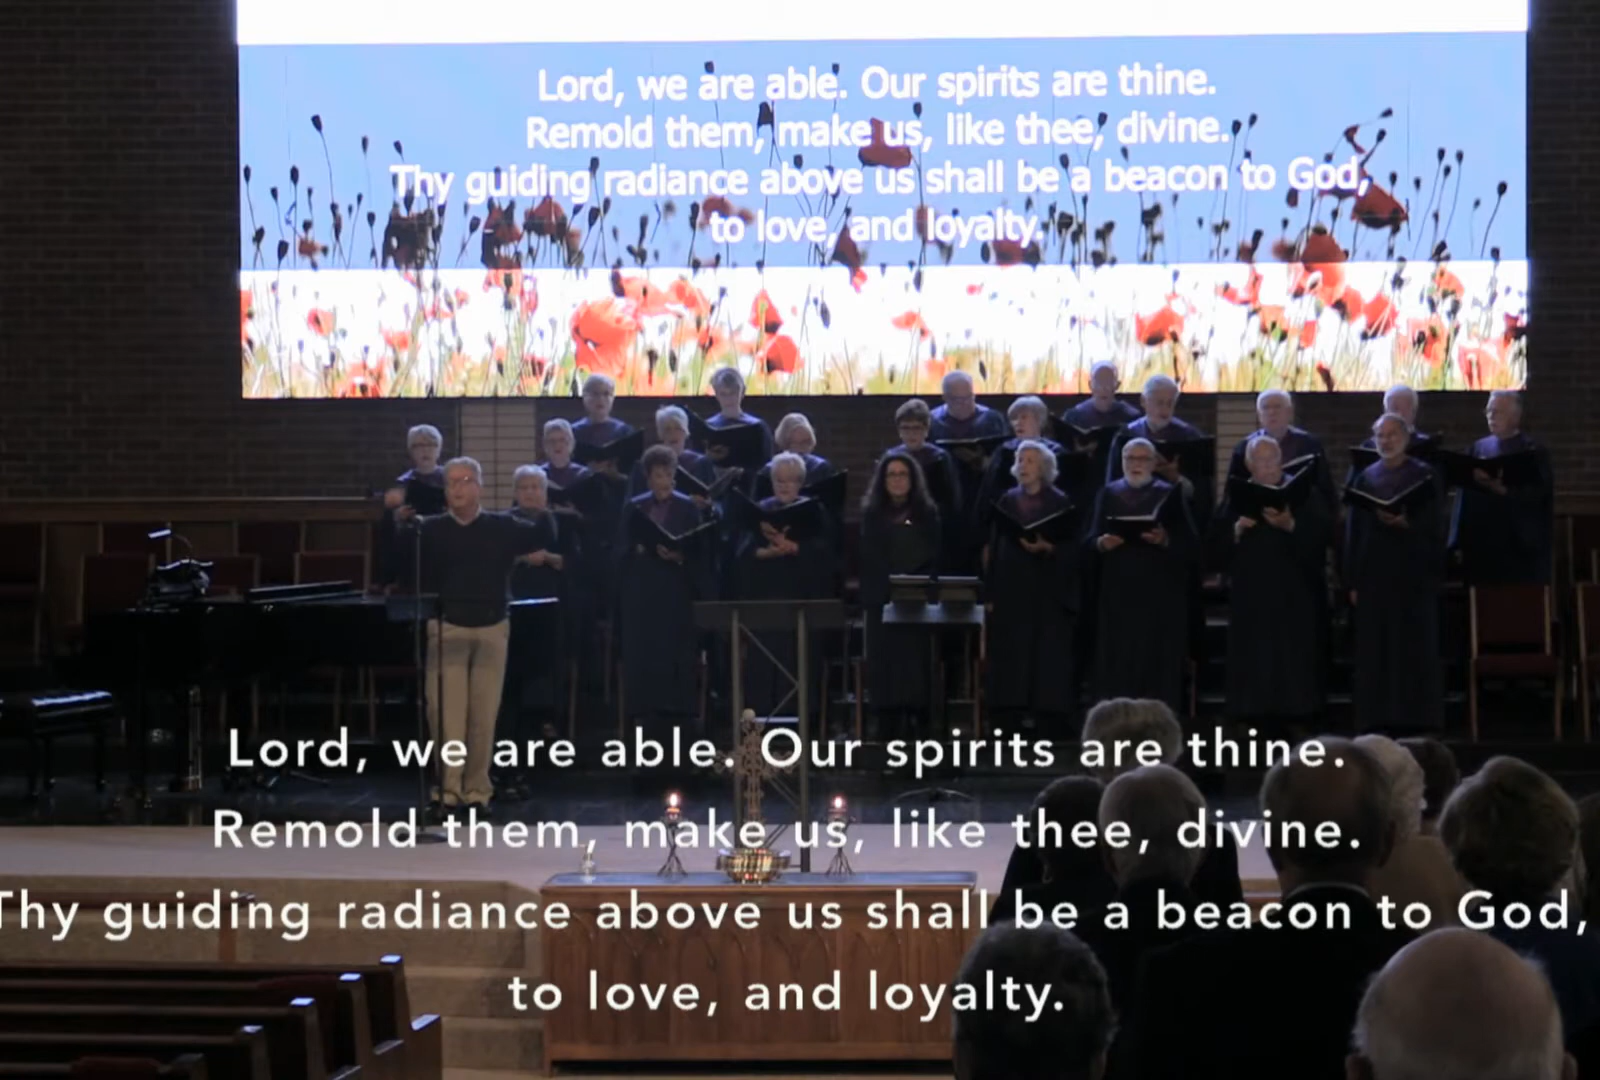 Lord, we are able. Our spirits are thine.
Remold them, make us, like thee, divine.
Thy guiding radiance above us shall be a beacon to God,
to love, and loyalty.
Lord, we are able. Our spirits are thine.
Remold them, make us, like thee, divine.
Thy guiding radiance above us shall be a beacon to God,
to love, and loyalty.